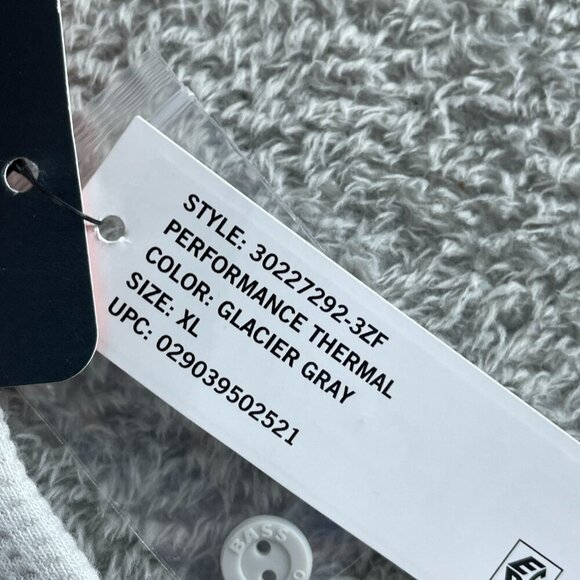 STYLE: 30227292-3ZF
PERFORMANCE THERMAL
COLOR: GLACIER GRAY
SIZE: XL
UPC: 029039502521
BASS